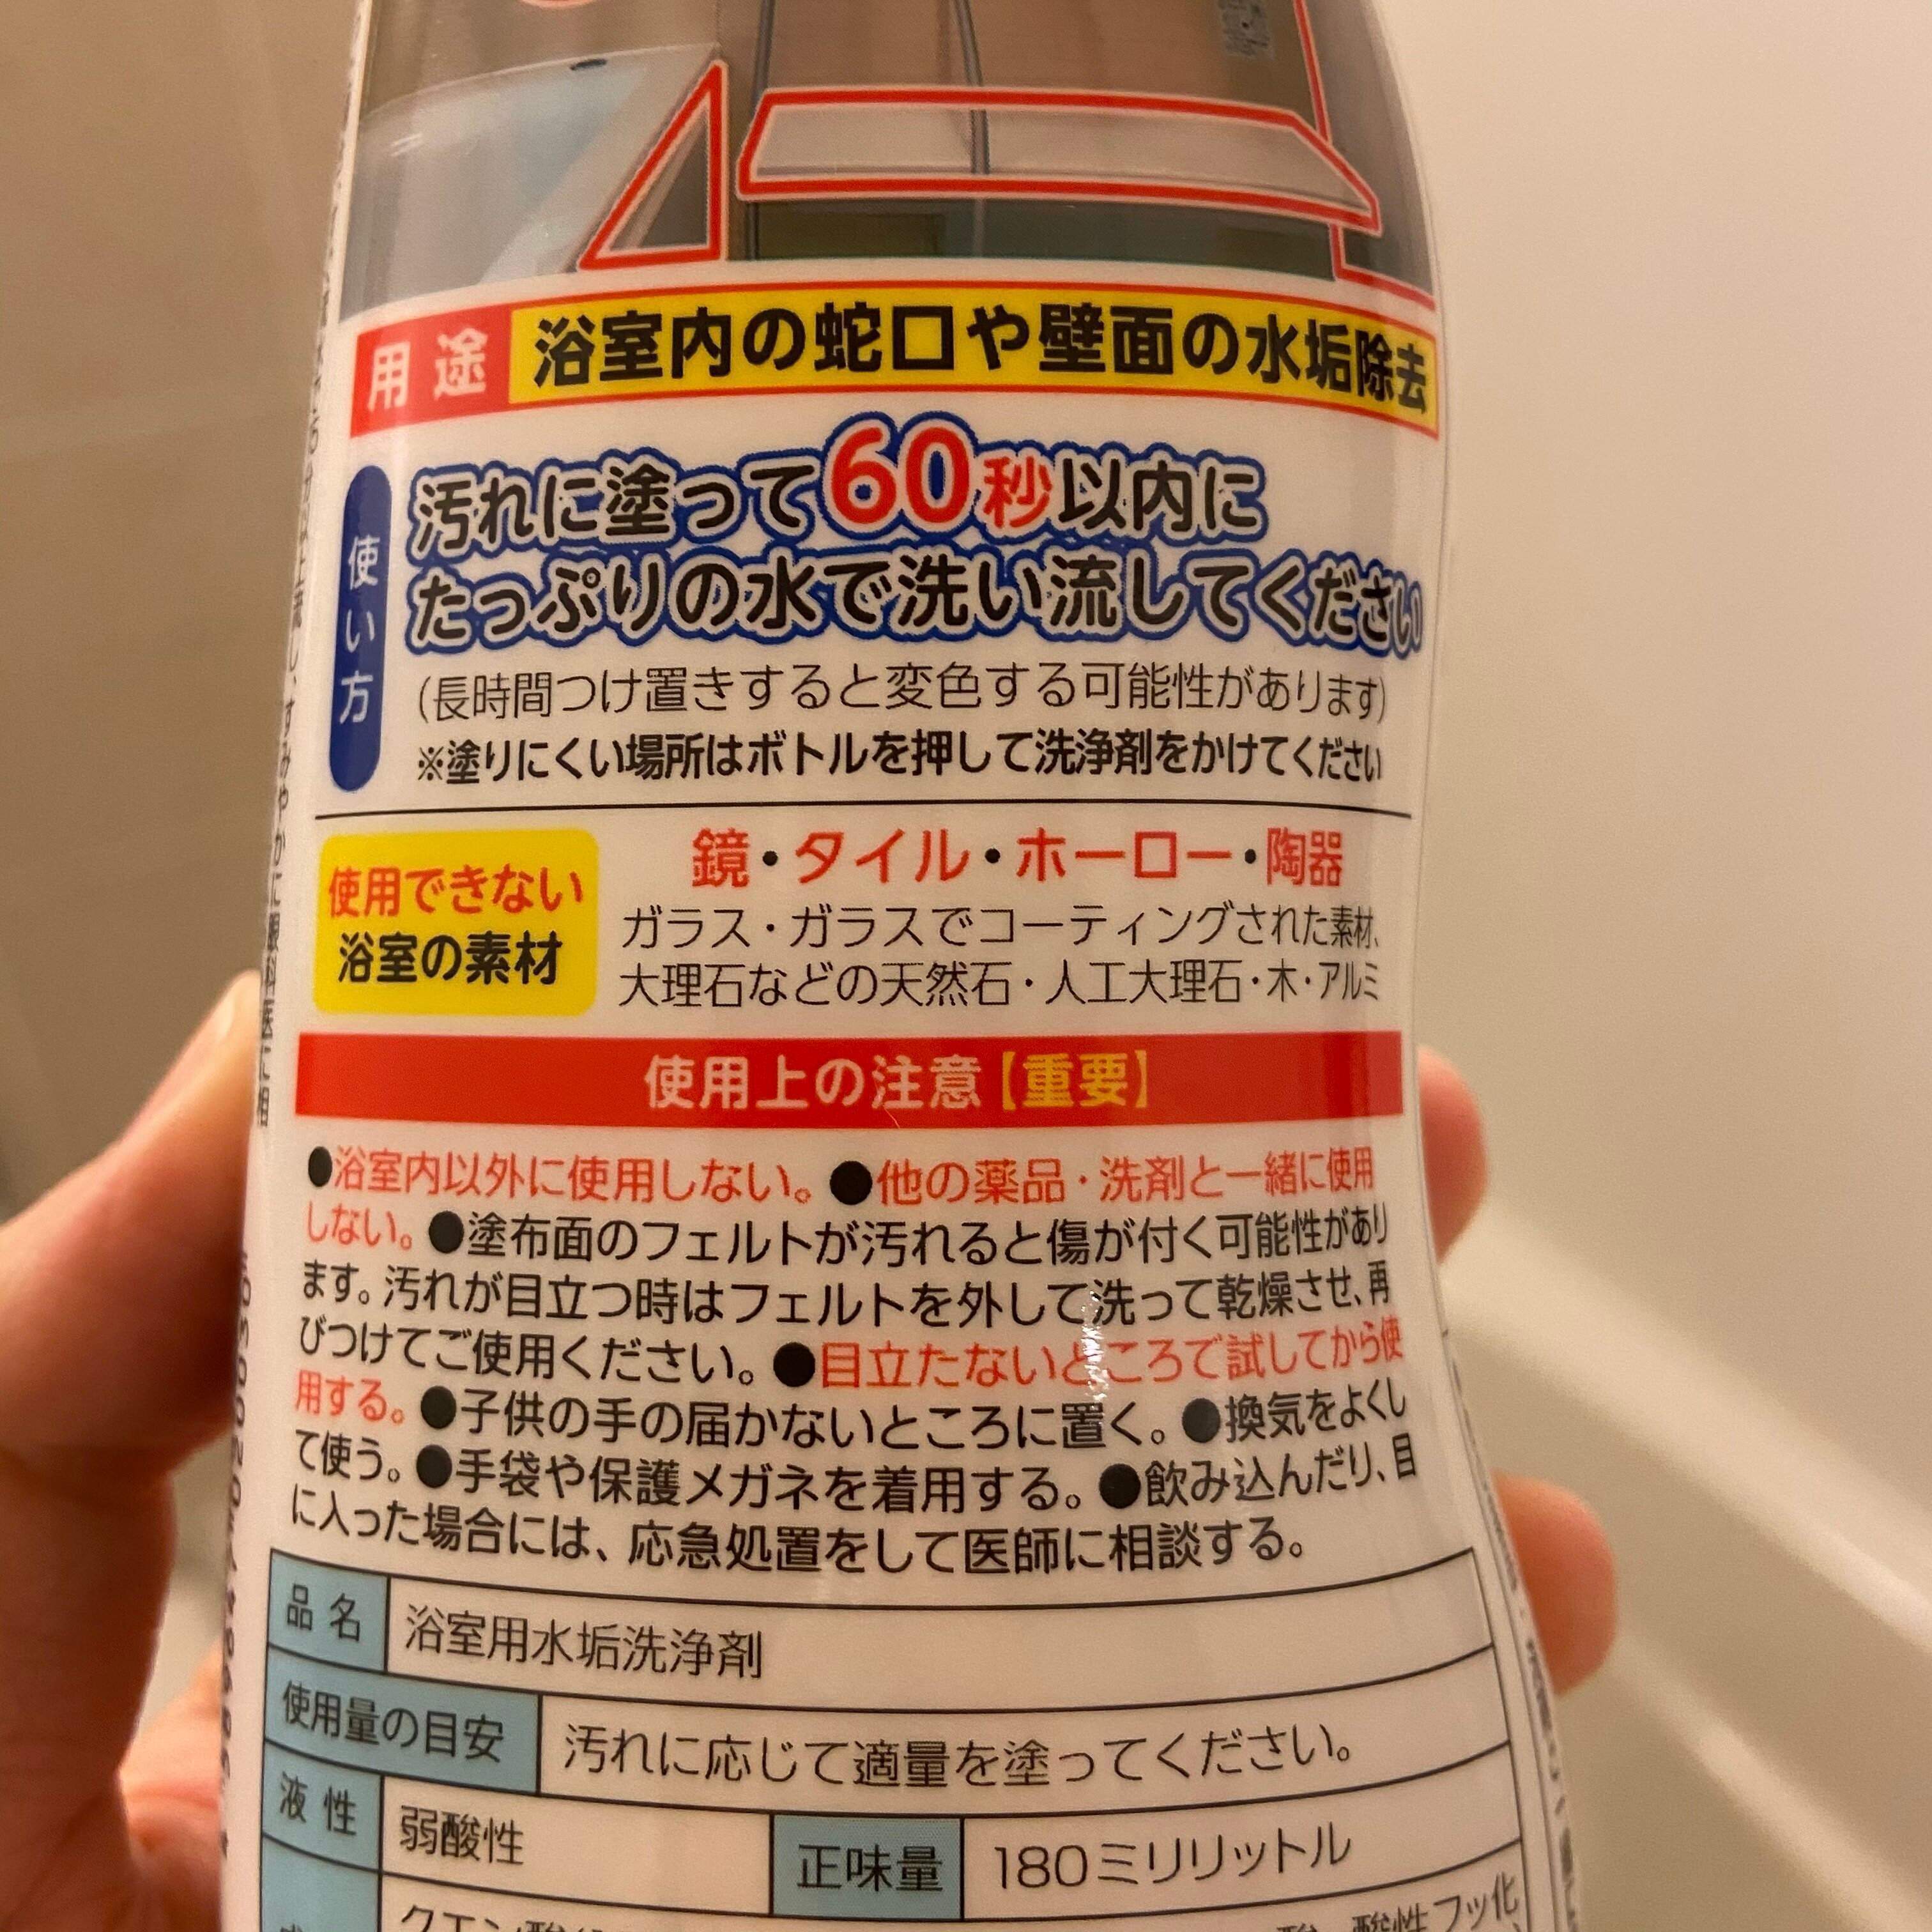 用途 浴室内の蛇口や壁面の水垢除去
使い方
汚れに塗って60秒以内に
たっぷりの水で洗い流してください
(長時間つけ置きすると変色する可能性があります)
※塗りにくい場所はボトルを押して洗浄剤をかけてください
使用できない
浴室の素材
鏡・タイル・ホーロー・陶器
ガラス・ガラスでコーティングされた素材、
大理石などの天然石・人工大理石・木・アルミ
使用上の注意【重要】
●浴室内以外に使用しない。●他の薬品・洗剤と一緒に使用
しない。●塗布面のフェルトが汚れると傷が付く可能性があり
ます。汚れが目立つ時はフェルトを外して洗って乾燥させ、再
びつけてご使用ください。●目立たないところで試してから使
用する。●子供の手の届かないところに置く。●換気をよくし
て使う。●手袋や保護メガネを着用する。●飲み込んだり、目
に入った場合には、応急処置をして医師に相談する。
品名 浴室用水垢洗浄剤
使用量の目安 汚れに応じて適量を塗ってください。
液性 弱酸性 正味量 180ミリリットル
クエン酸 酸性フッ化